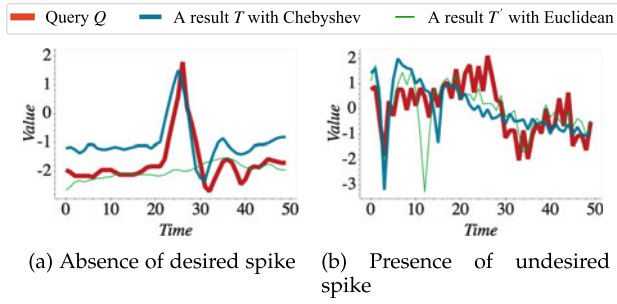 Query Q A result T with Chebyshev A result T′ with Euclidean
2
1
0
-1
-2
Value
0 10 20 30 40 50
Time
2
1
0
-1
-2
-3
Value
0 10 20 30 40 50
Time
(a) Absence of desired spike
(b) Presence of undesired
spike